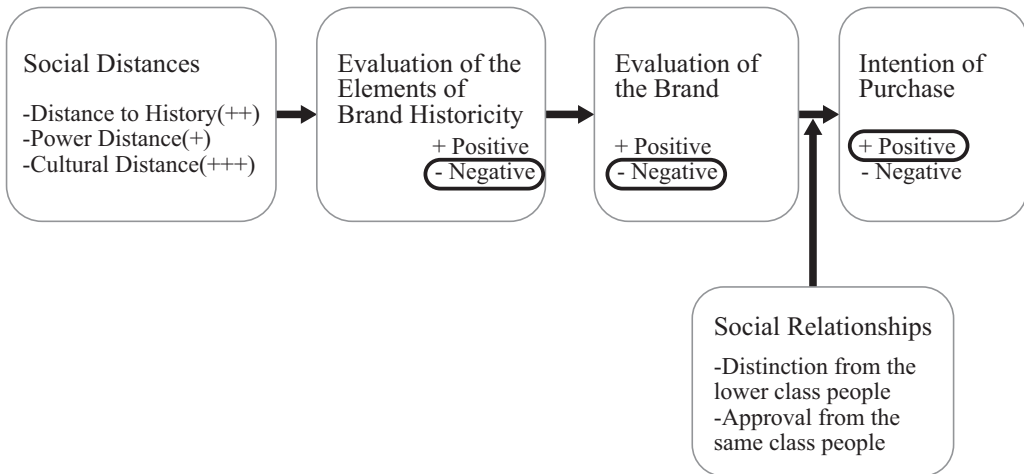 Social Distances
-Distance to History(++)
-Power Distance(+)
-Cultural Distance(+++)
Evaluation of the
Elements of
Brand Historicity
+ Positive
- Negative
Evaluation of
the Brand
+ Positive
- Negative
Intention of
Purchase
+ Positive
- Negative
Social Relationships
-Distinction from the
lower class people
-Approval from the
same class people